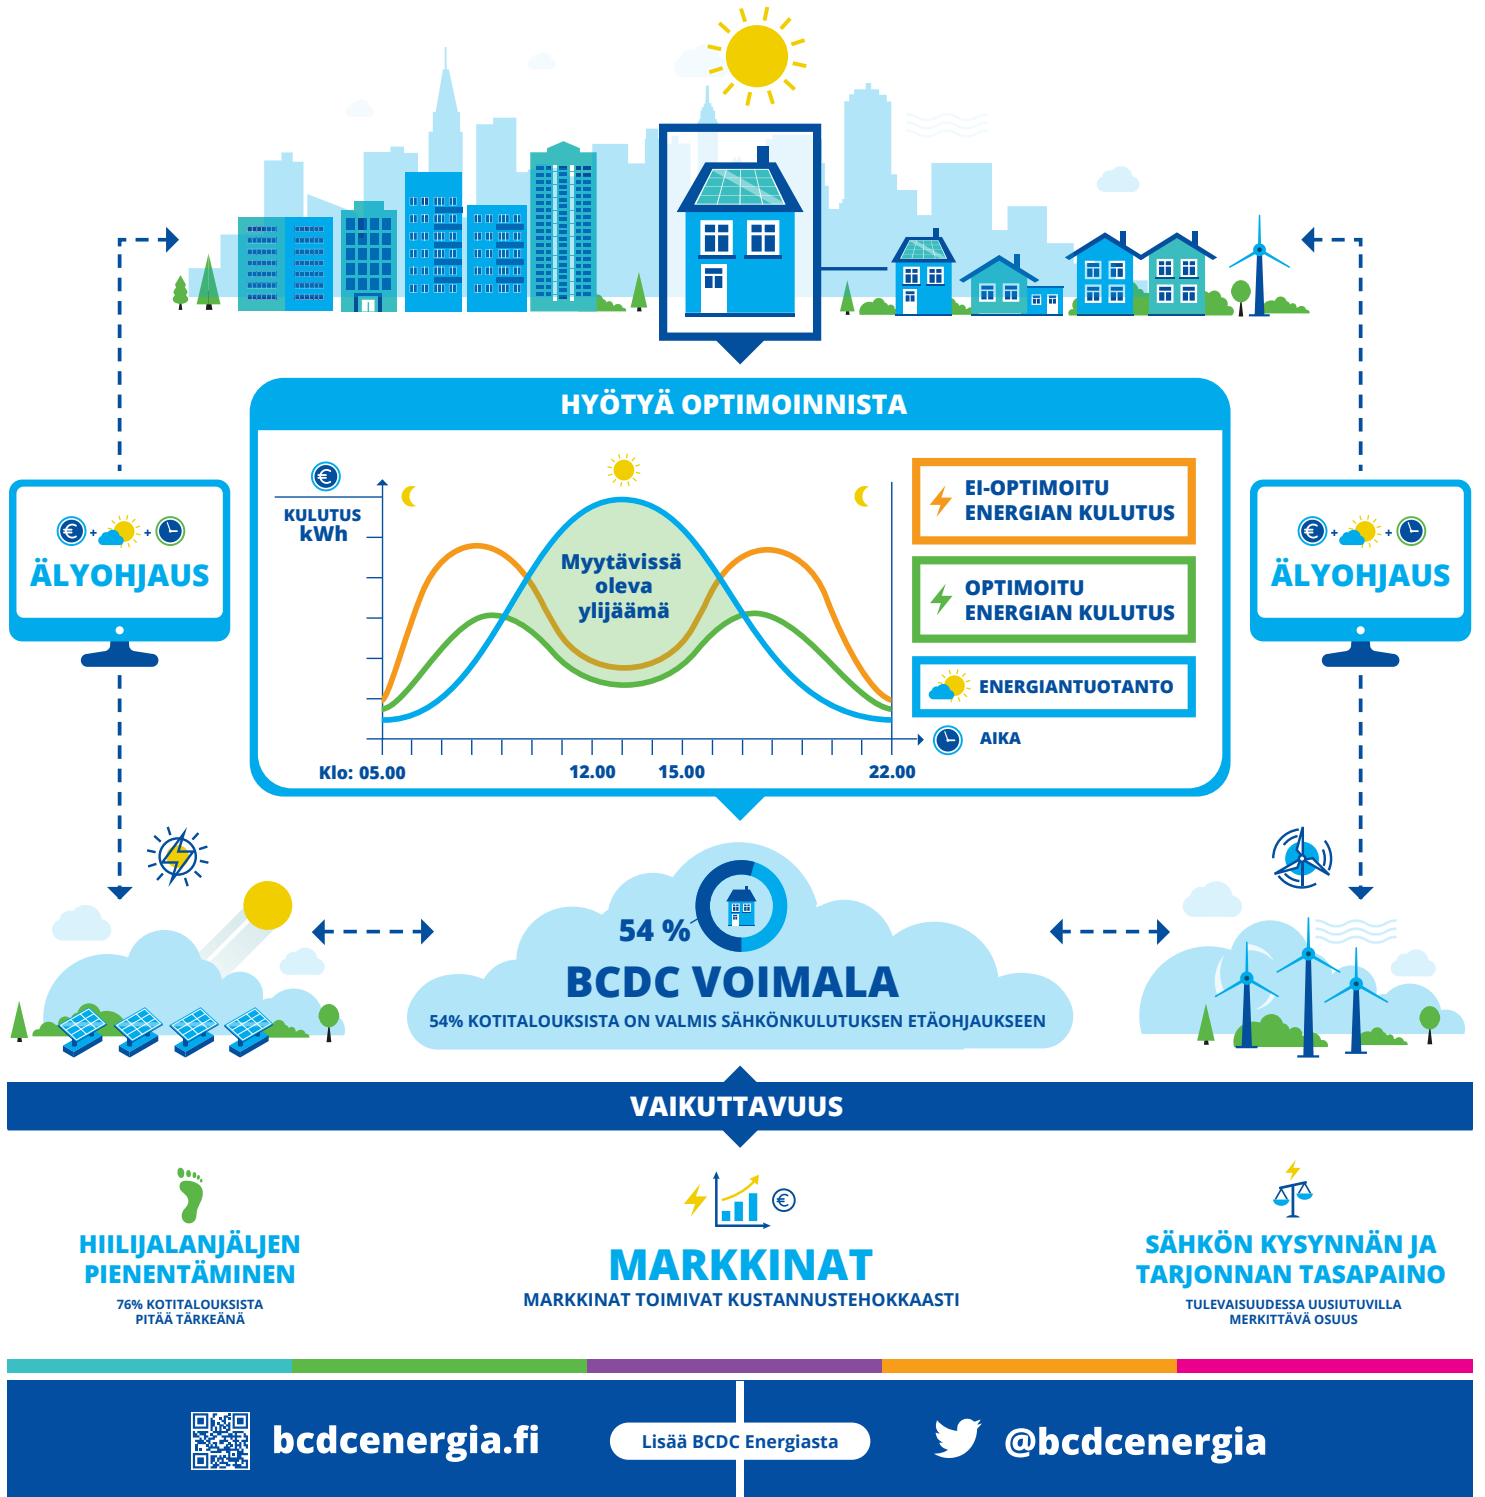 HYÖTYÄ OPTIMOINNISTA
KULUTUS
kWh
Myytävissä
oleva
ylijäämä
EI-OPTIMOITU
ENERGIAN KULUTUS
OPTIMOITU
ENERGIAN KULUTUS
ENERGIANTUOTANTO
AIKA
Klo: 05.00
12.00
15.00
22.00
€ + +
ÄLYOHJAUS
€ + +
ÄLYOHJAUS
54 %
BCDC VOIMALA
54% KOTITALOUKSISTA ON VALMIS SÄHKÖNKULUTUKSEN ETÄOHJAUKSEEN
VAIKUTTAVUUS
HIILIJALANJÄLJEN
PIENENTÄMINEN
76% KOTITALOUKSISTA
PITÄÄ TÄRKEÄNÄ
MARKKINAT
MARKKINAT TOIMIVAT KUSTANNUSTEHOKKAASTI
SÄHKÖN KYSYNNÄN JA
TARJONNAN TASAPAINO
TULEVAISUUDESSA UUSIUTUVILLA
MERKITTÄVÄ OSUUS
bcdcenergia.fi
Lisää BCDC Energiasta
@bcdcenergia